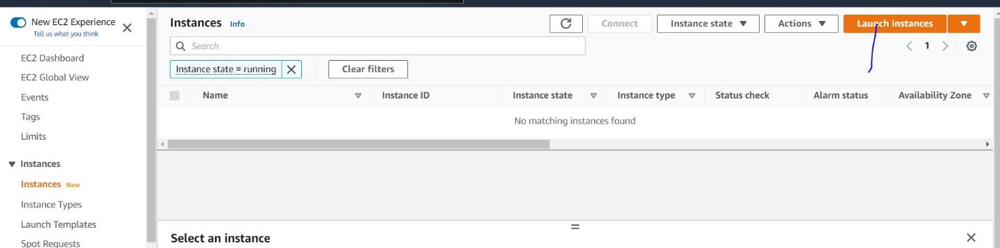 New EC2 Experience
Tell us what you think
EC2 Dashboard
EC2 Global View
Events
Tags
Limits
Instances
Instances New
Instance Types
Launch Templates
Spot Requests
Instances Info
Connect
Instance state
Actions
Launch instances
Search
1
Instance state = running
Clear filters
Name
Instance ID
Instance state
Instance type
Status check
Alarm status
Availability Zone
No matching instances found
Select an instance